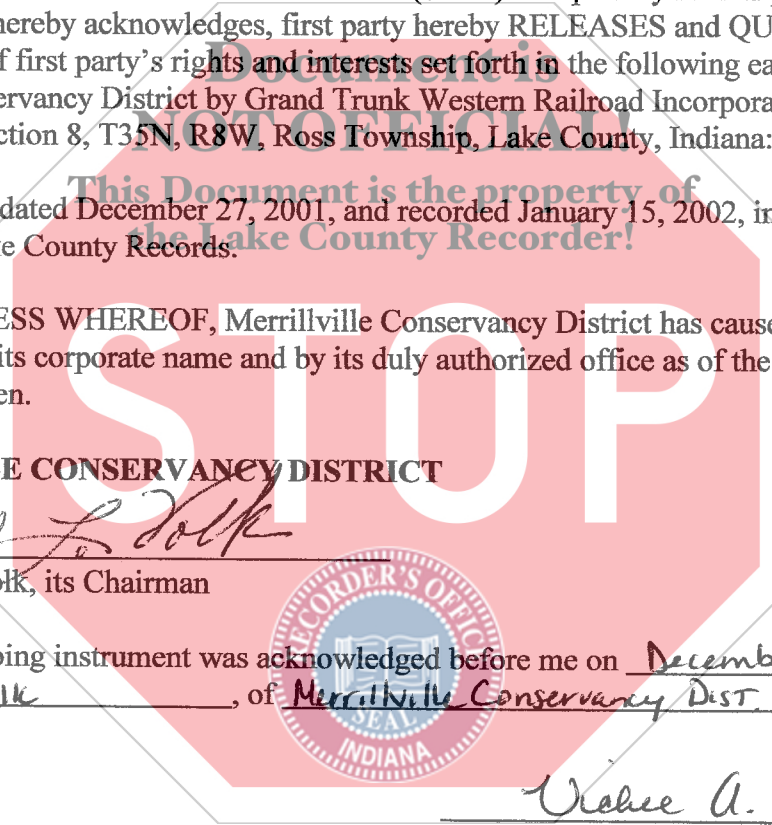 hereby acknowledges, first party hereby RELEASES and QU
f first party's rights and interests set forth in the following ea
Document is
ervancy District by Grand Trunk Western Railroad Incorpora
NOT OFFICIAL!
ction 8, T35N, R8W, Ross Township, Lake County, Indiana:
This Document is the property of
dated December 27, 2001, and recorded January 15, 2002, in
the Lake County Recorder!
ke County Records.
STOP
ESS WHEREOF, Merrillville Conservancy District has cause
its corporate name and by its duly authorized office as of the
en.
E CONSERVANCY DISTRICT
L. Volk
olk, its Chairman
RECORDER'S OFFICE
oing instrument was acknowledged before me on Decemb
lk, of Merrillville Conservancy Dist.
SEAL
INDIANA
A.